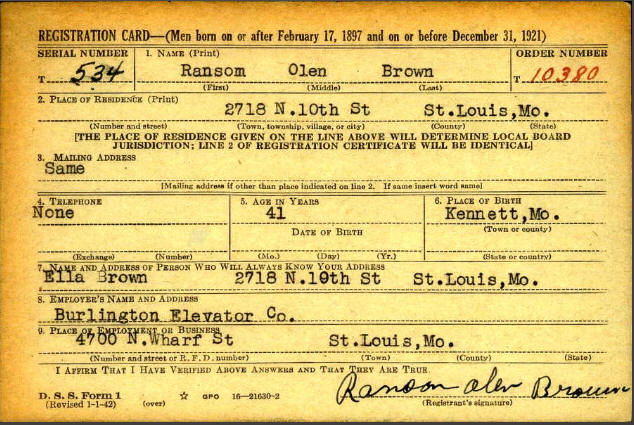 REGISTRATION CARD—(Men born on or after February 17, 1897 and on or before December 31, 1921)
SERIAL NUMBER 1. NAME (Print) ORDER NUMBER
T 534 Ransom Olen Brown T 10380
(First) (Middle) (Last)
2. PLACE OF RESIDENCE (Print)
2718 N.10th St St.Louis,Mo.
(Number and street) (Town, township, village, or city) (County) (State)
[THE PLACE OF RESIDENCE GIVEN ON THE LINE ABOVE WILL DETERMINE LOCAL BOARD
JURISDICTION; LINE 2 OF REGISTRATION CERTIFICATE WILL BE IDENTICAL]
3. MAILING ADDRESS
Same
[Mailing address if other than place indicated on line 2. If same insert word same]
4. TELEPHONE 5. AGE IN YEARS 6. PLACE OF BIRTH
None 41 Kennett,Mo.
DATE OF BIRTH (Town or county)
(Exchange) (Number) (Mo.) (Day) (Yr.) (State or country)
7. NAME AND ADDRESS OF PERSON WHO WILL ALWAYS KNOW YOUR ADDRESS
Ella Brown 2718 N.10th St St.Louis,Mo.
8. EMPLOYER'S NAME AND ADDRESS
Burlington Elevator Co.
9. PLACE OF EMPLOYMENT OR BUSINESS
4700 N.Wharf St St.Louis,Mo.
(Number and street or R. F. D. number) (Town) (County) (State)
I AFFIRM THAT I HAVE VERIFIED ABOVE ANSWERS AND THAT THEY ARE TRUE.
Ransom Olen Brown
D. S. S. Form 1 GPO 16—21630-2
(Revised 1-1-42) (over) (Registrant's signature)